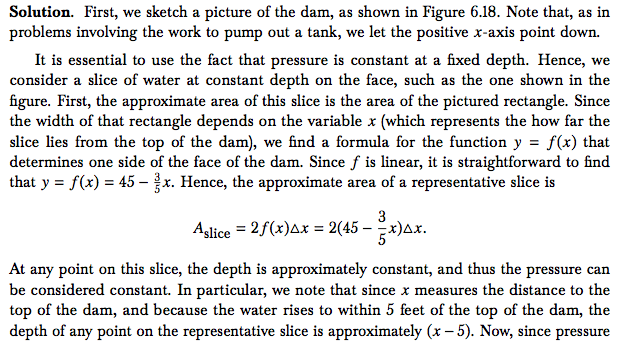 Solution. First, we sketch a picture of the dam, as shown in Figure 6.18. Note that, as in
problems involving the work to pump out a tank, we let the positive x-axis point down.
It is essential to use the fact that pressure is constant at a fixed depth. Hence, we
consider a slice of water at constant depth on the face, such as the one shown in the
figure. First, the approximate area of this slice is the area of the pictured rectangle. Since
the width of that rectangle depends on the variable x (which represents the how far the
slice lies from the top of the dam), we find a formula for the function y = f(x) that
determines one side of the face of the dam. Since f is linear, it is straightforward to find
that y = f(x) = 45 − 3/5x. Hence, the approximate area of a representative slice is
Aslice = 2f(x)△x = 2(45 − 3/5x)△x.
At any point on this slice, the depth is approximately constant, and thus the pressure can
be considered constant. In particular, we note that since x measures the distance to the
top of the dam, and because the water rises to within 5 feet of the top of the dam, the
depth of any point on the representative slice is approximately (x − 5). Now, since pressure